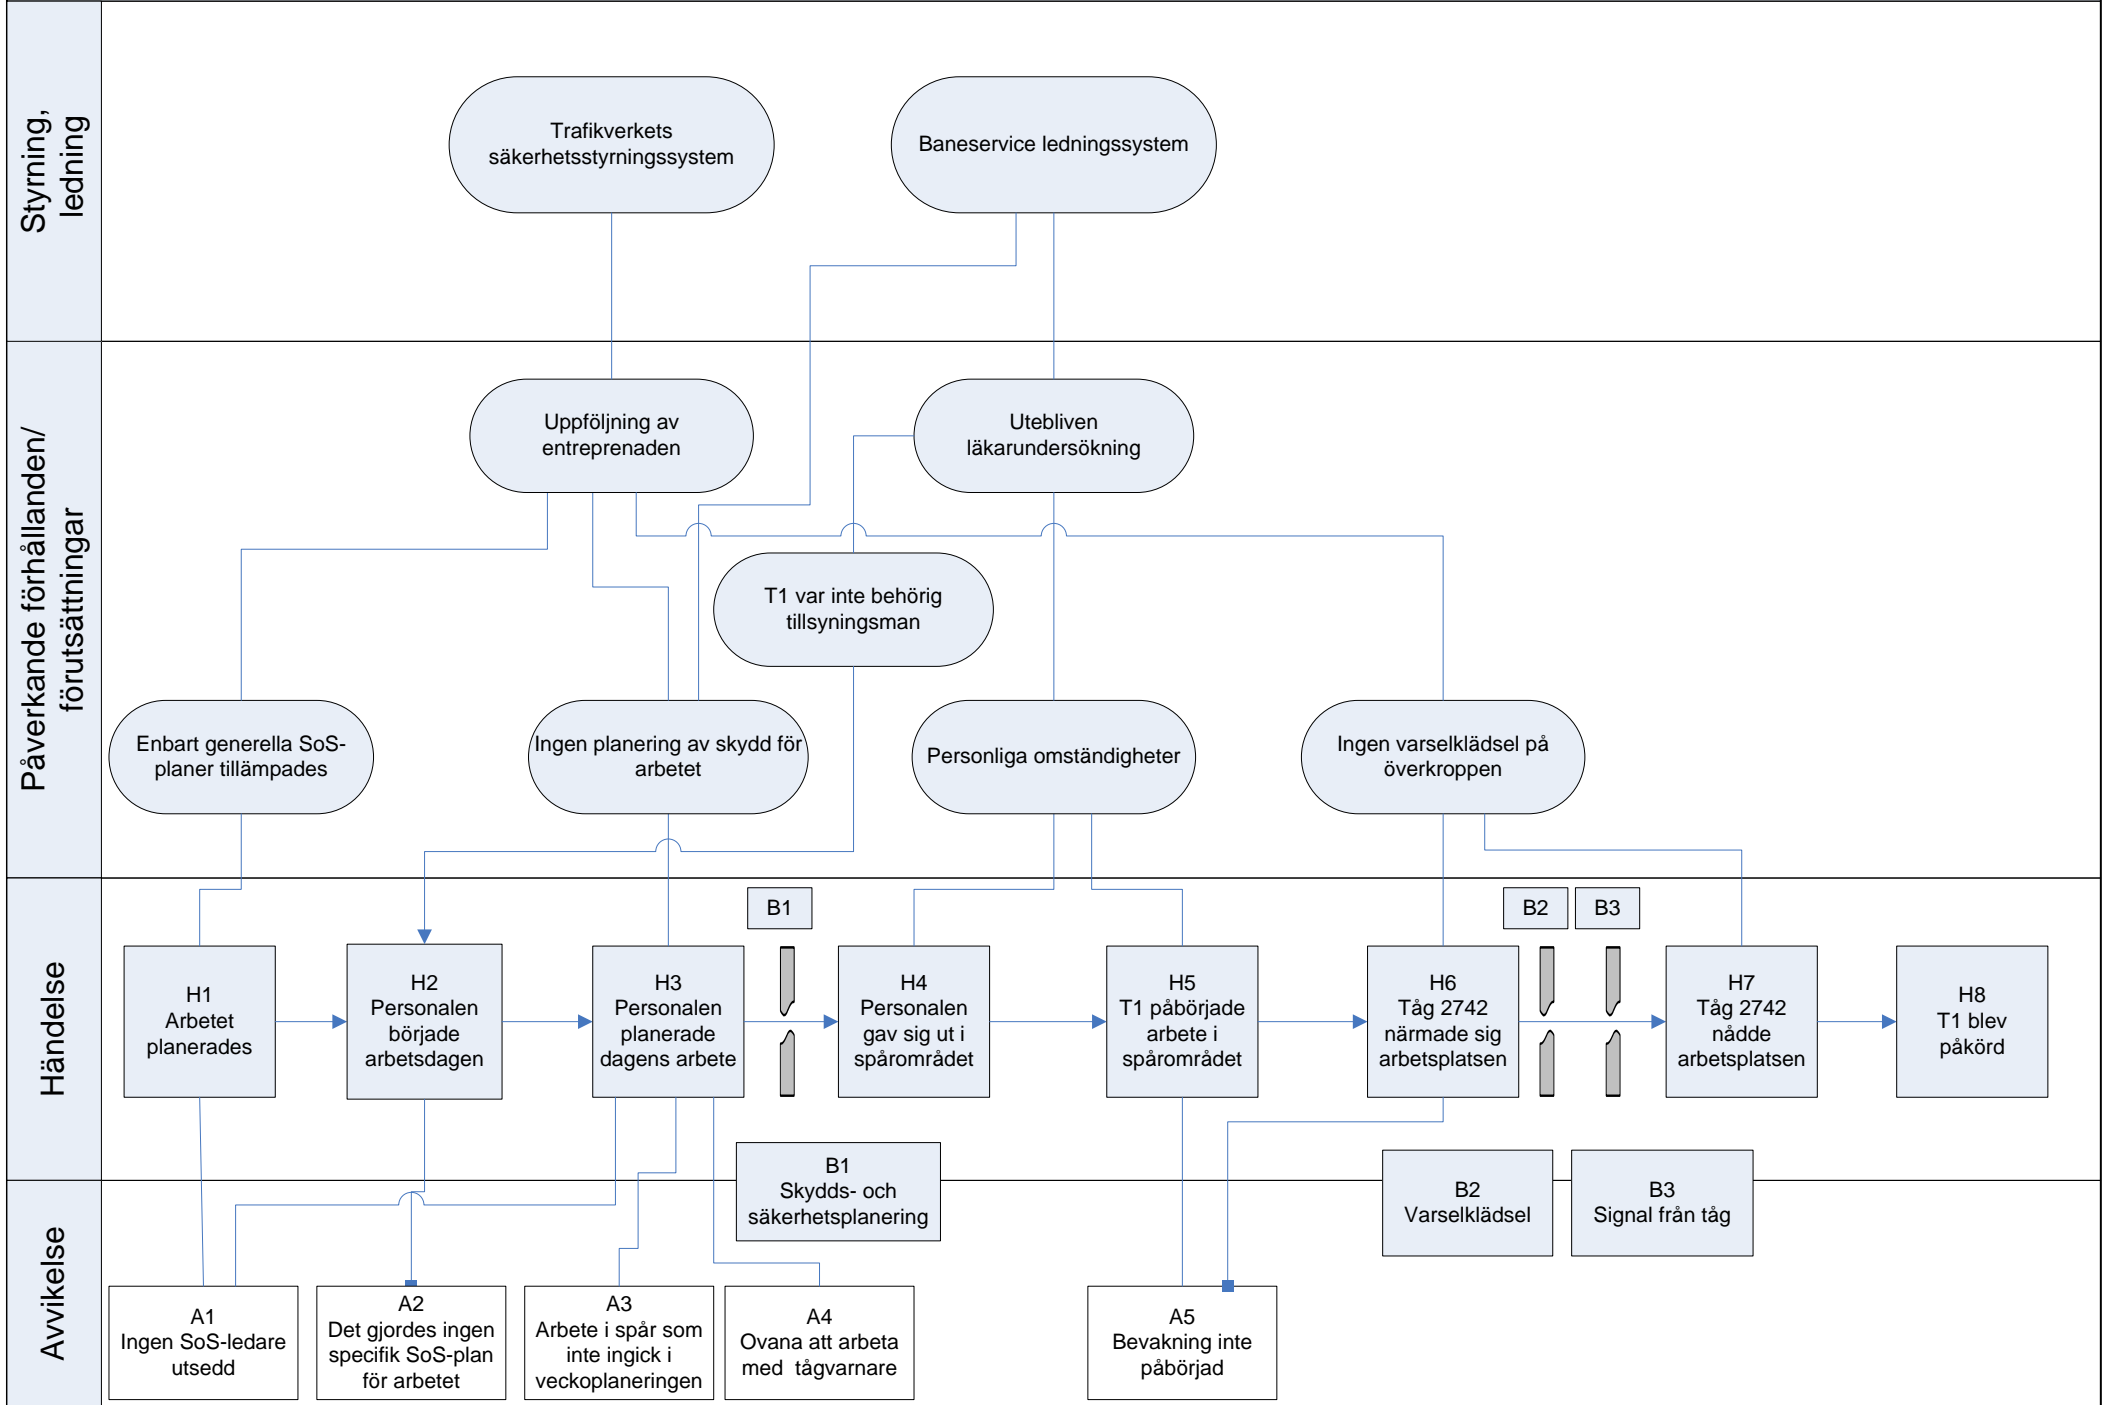 Styrning,
ledning
Trafikverkets
säkerhetsstyrningssystem
Baneservice ledningssystem
Påverkande förhållanden/
förutsättningar
Uppföljning av
entreprenaden
Utebliven
läkarundersökning
T1 var inte behörig
tillsyningsman
Enbart generella SoS-
planer tillämpades
Ingen planering av skydd för
arbetet
Personliga omständigheter
Ingen varselklädsel på
överkroppen
Händelse
B1
B2
B3
H1
Arbetet
planerades
H2
Personalen
började
arbetsdagen
H3
Personalen
planerade
dagens arbete
H4
Personalen
gav sig ut i
spårområdet
H5
T1 påbörjade
arbete i
spårområdet
H6
Tåg 2742
närmade sig
arbetsplatsen
H7
Tåg 2742
nådde
arbetsplatsen
H8
T1 blev
påkörd
B1
Skydds- och
säkerhetsplanering
B2
Varselklädsel
B3
Signal från tåg
Avvikelse
A1
Ingen SoS-ledare
utsedd
A2
Det gjordes ingen
specifik SoS-plan
för arbetet
A3
Arbete i spår som
inte ingick i
veckoplaneringen
A4
Ovana att arbeta
med tågvarnare
A5
Bevakning inte
påbörjad